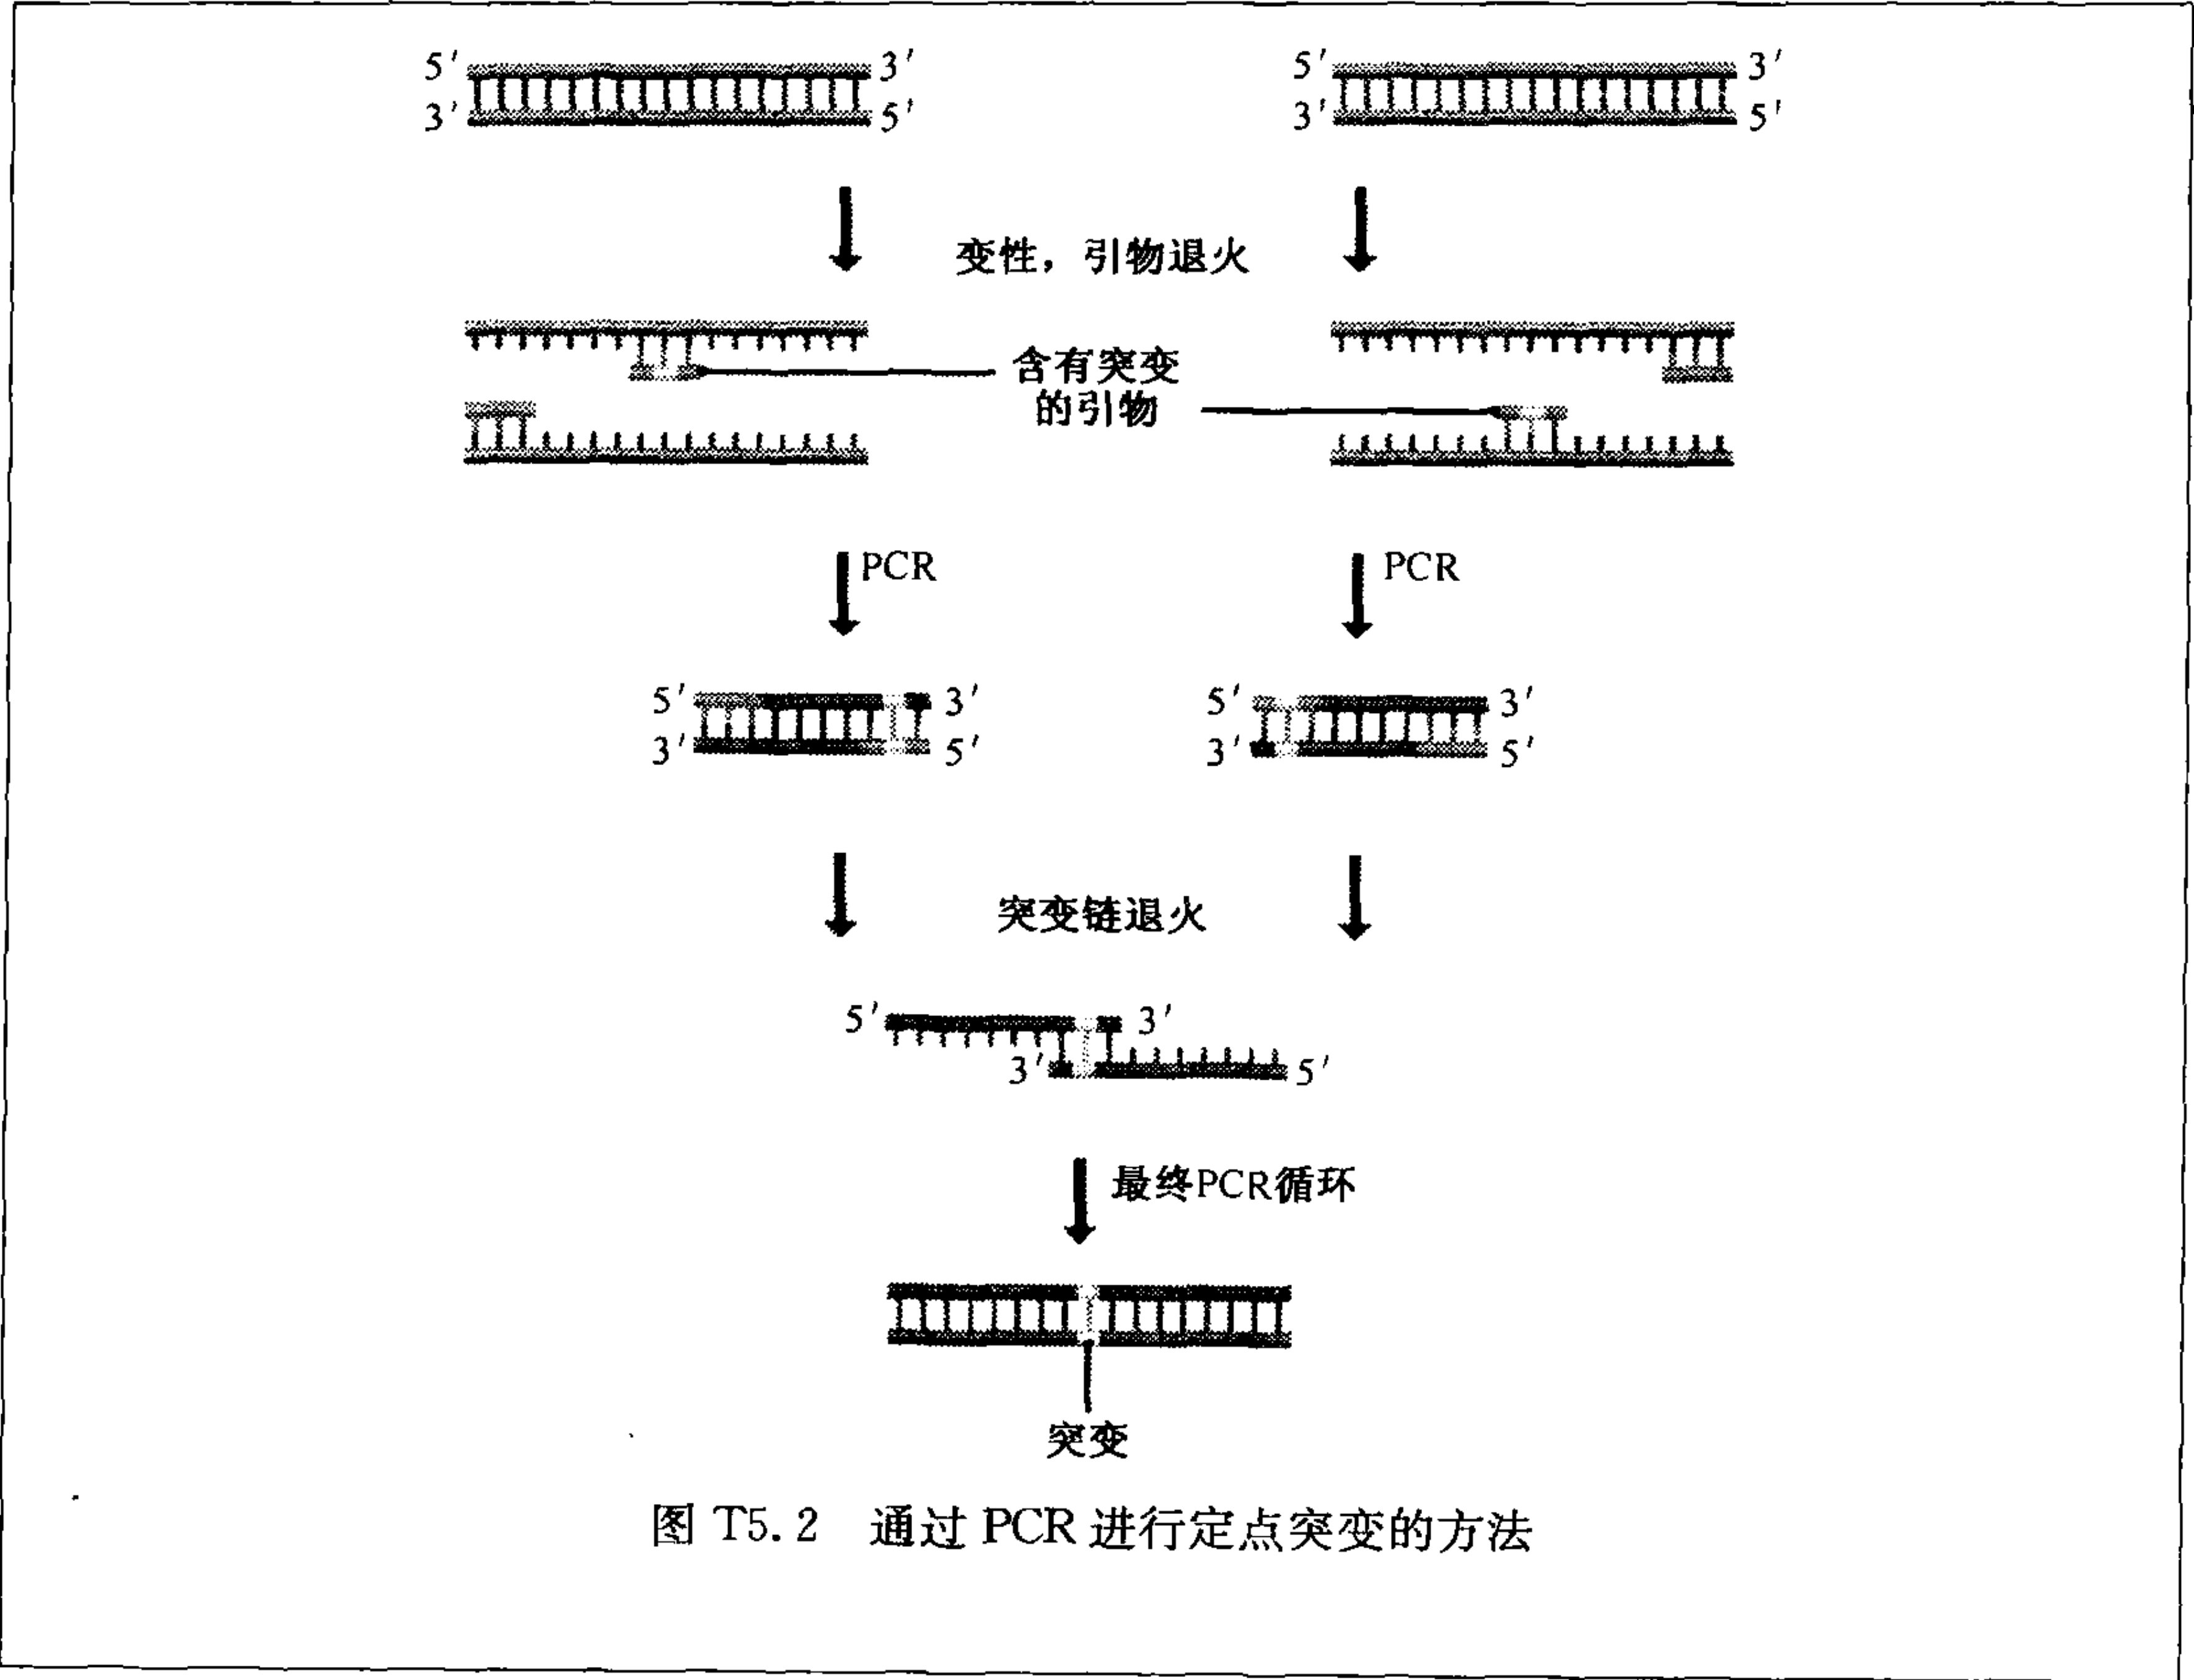 5′ 3′ 5′ 3′
3′ 5′ 3′ 5′
变性，引物退火
含有突变
的引物
PCR PCR
5′ 3′ 5′ 3′
3′ 5′ 3′ 5′
突变链退火
5′ 3′
3′ 5′
最终PCR循环
突变
图 T5.2 通过 PCR 进行定点突变的方法